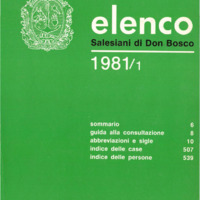 elenco
Salesiani di Don Bosco
1981/1
sommario 6
guida alla consultazione 8
abbreviazioni e sigle 10
indice delle case 507
indice delle persone 539